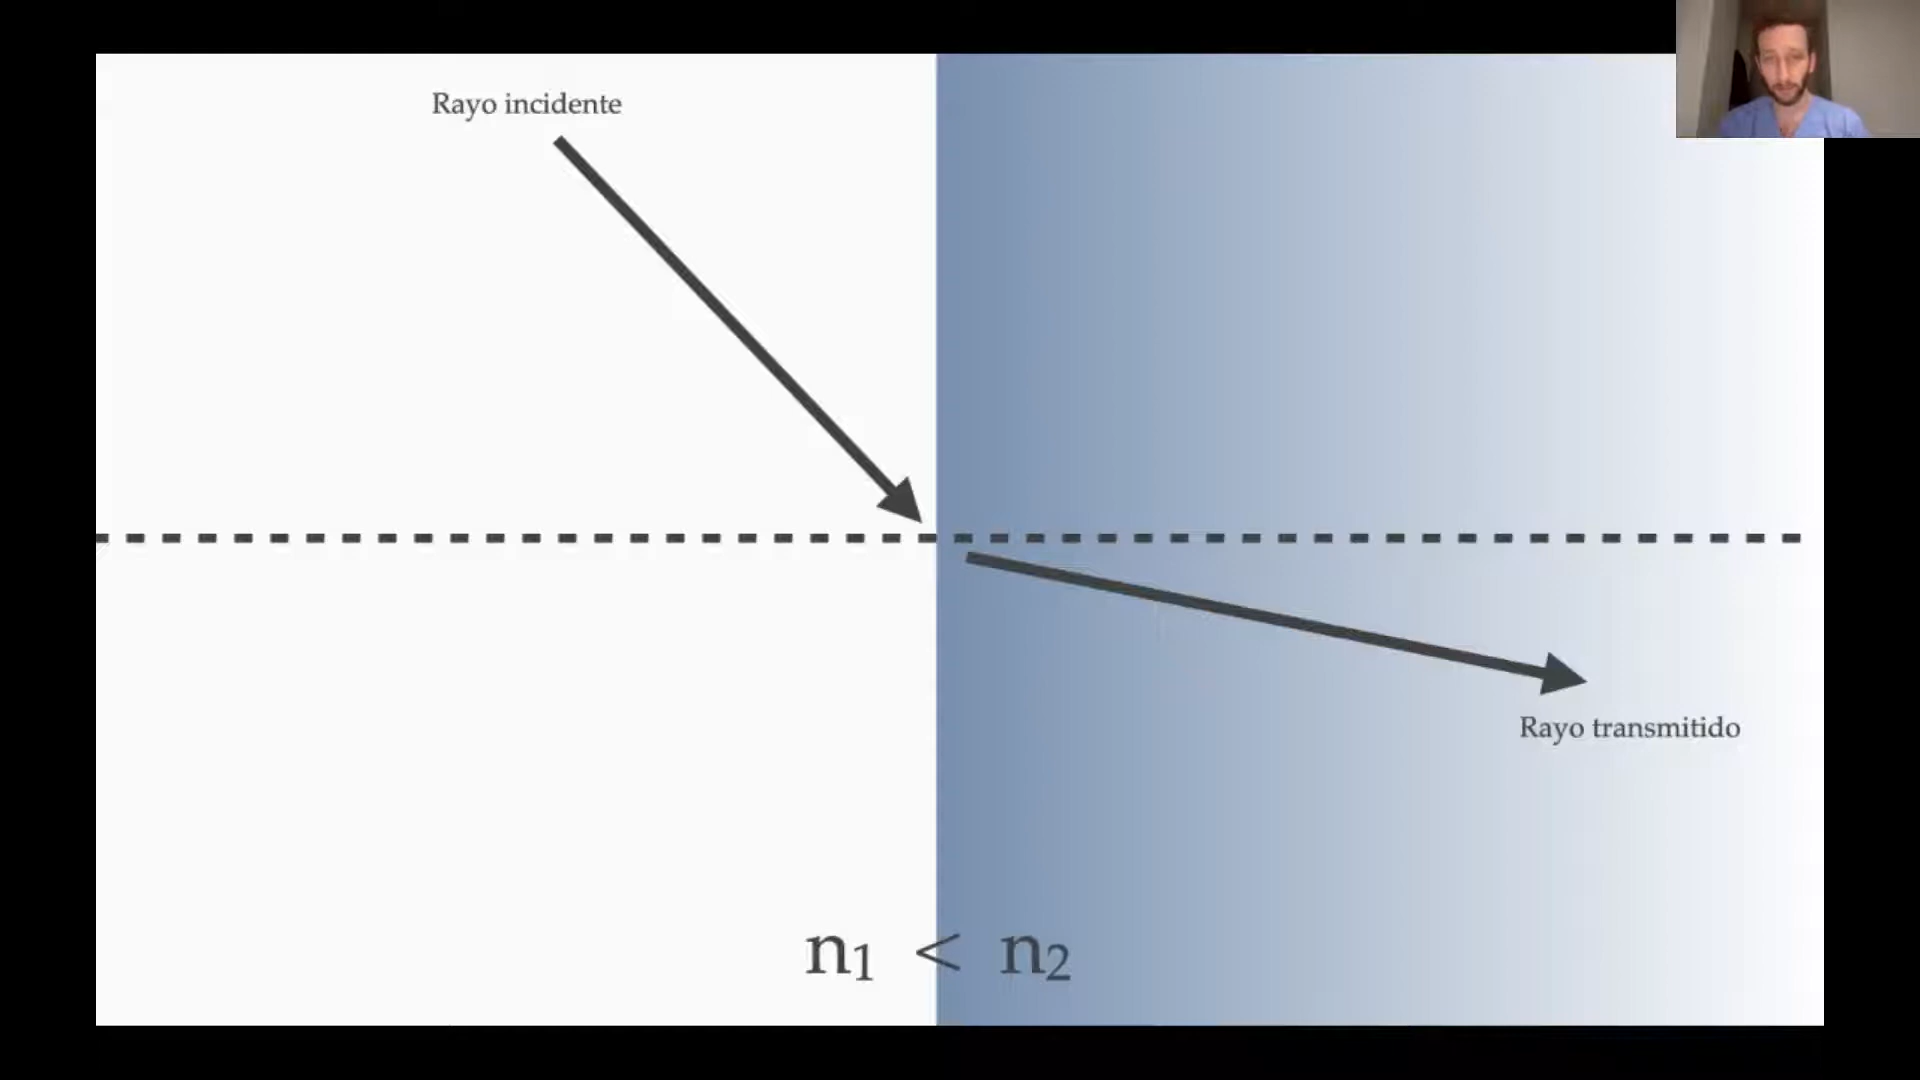 Rayo incidente
Rayo transmitido
n₁ < n₂